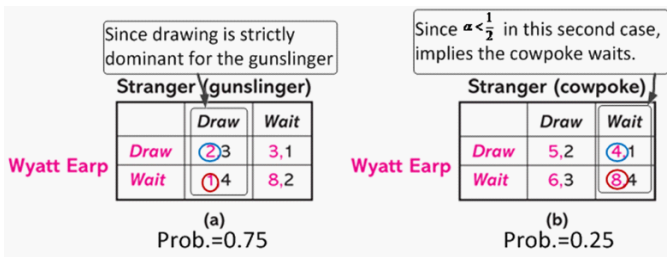 Since drawing is strictly
dominant for the gunslinger
Since α<1/2 in this second case,
implies the cowpoke waits.
Stranger (gunslinger)
Draw Wait
Wyatt Earp Draw 2,3 3,1
Wait 1,4 8,2
(a)
Prob.=0.75
Stranger (cowpoke)
Draw Wait
Wyatt Earp Draw 5,2 4,1
Wait 6,3 8,4
(b)
Prob.=0.25